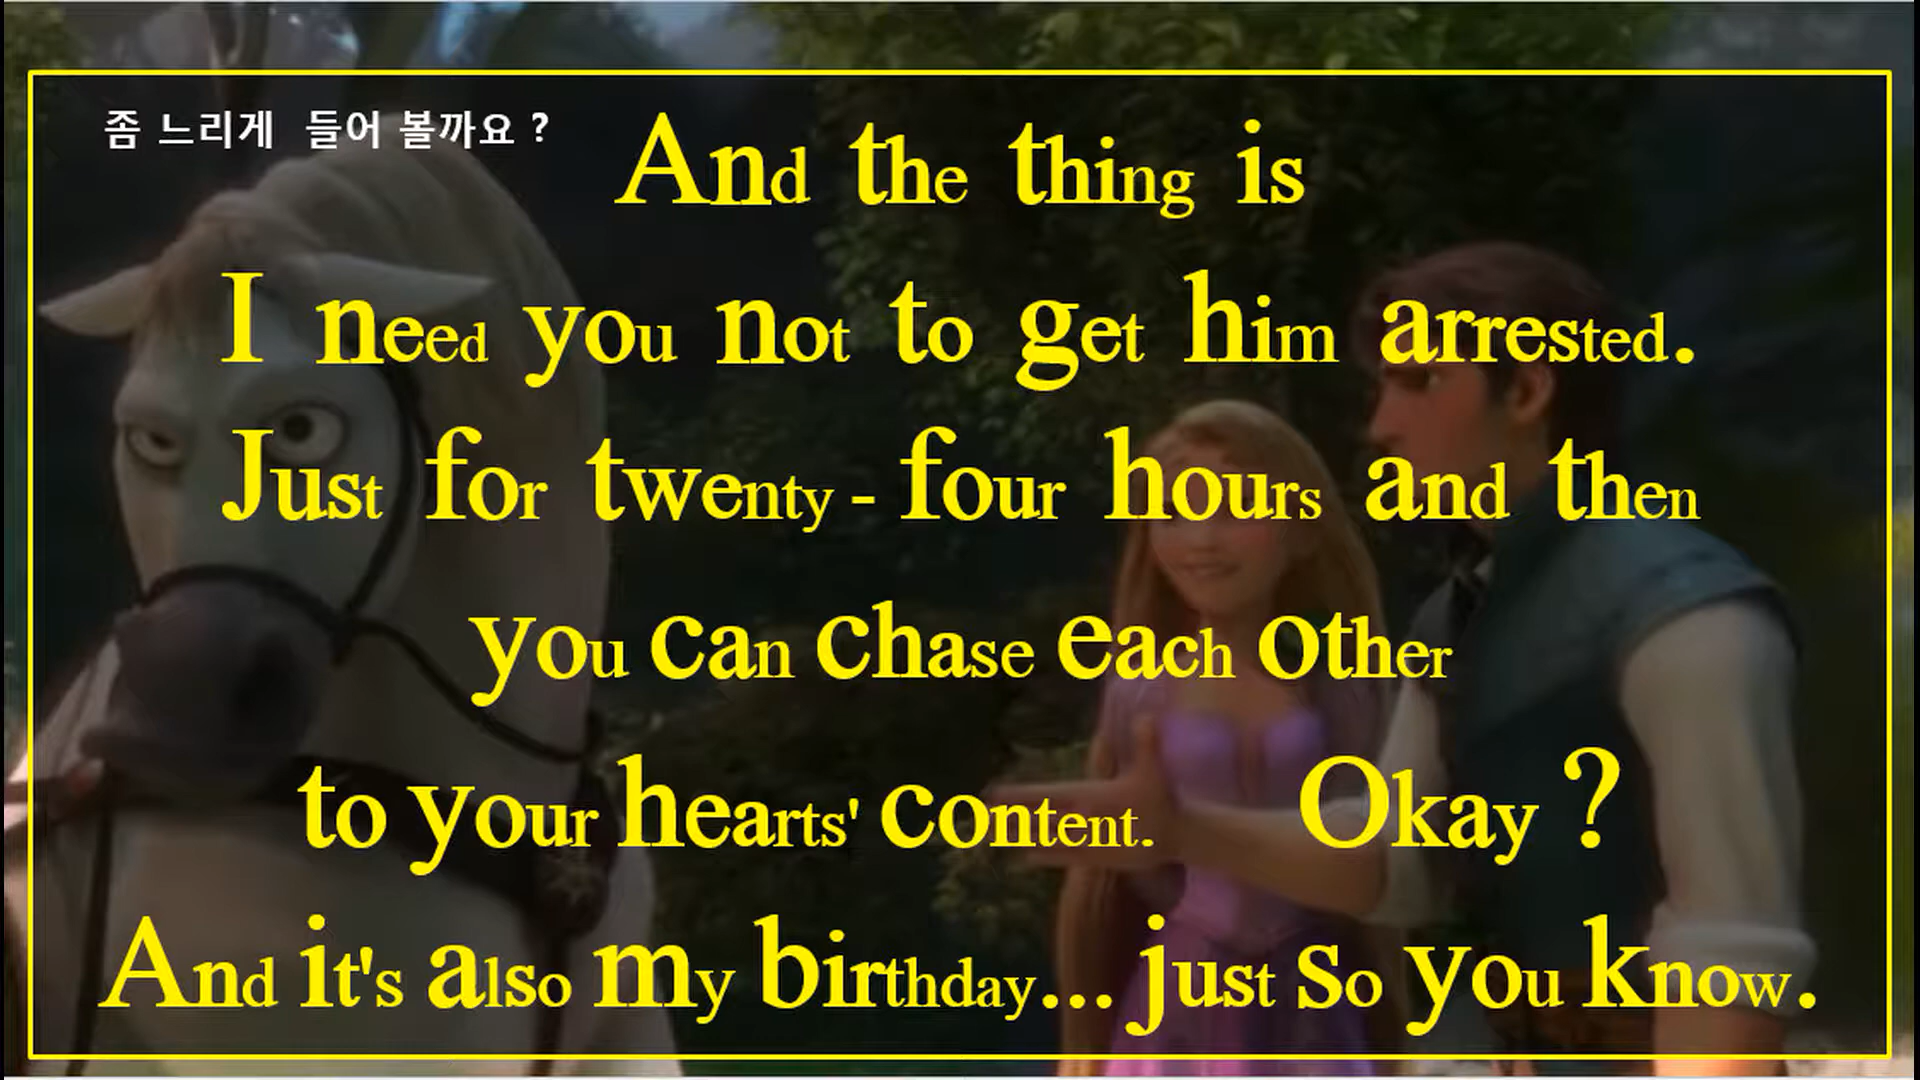 좀 느리게 들어 볼까요 ?
And the thing is
I need you not to get him arrested.
Just for twenty - four hours and then
you can chase each other
to your hearts' content. Okay ?
And it's also my birthday... just so you know.